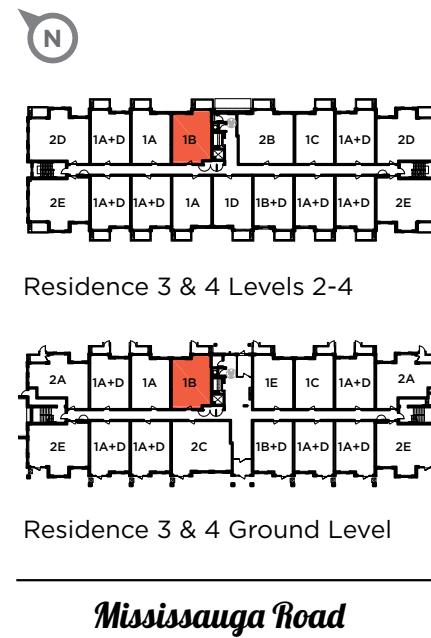 N
2D 1A+D 1A 1B 2B 1C 1A+D 2D
2E 1A+D 1A+D 1A 1D 1B+D 1A+D 1A+D 2E
Residence 3 & 4 Levels 2-4
2A 1A+D 1A 1B 1E 1C 1A+D 2A
2E 1A+D 1A+D 2C 1B+D 1A+D 1A+D 2E
Residence 3 & 4 Ground Level
Mississauga Road